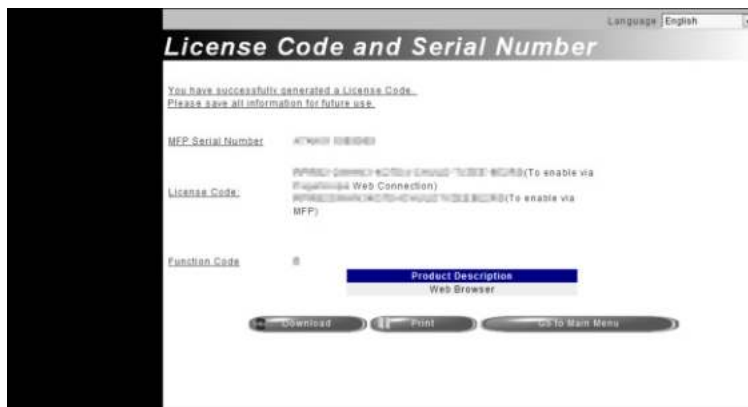 Language English
License Code and Serial Number
You have successfully generated a License Code.
Please save all information for future use.
MFP Serial Number
(To enable via
License Code:
Web Connection)
(To enable via
MFP)
Function Code
Product Description
Web Browser
Download Print Go to Main Menu